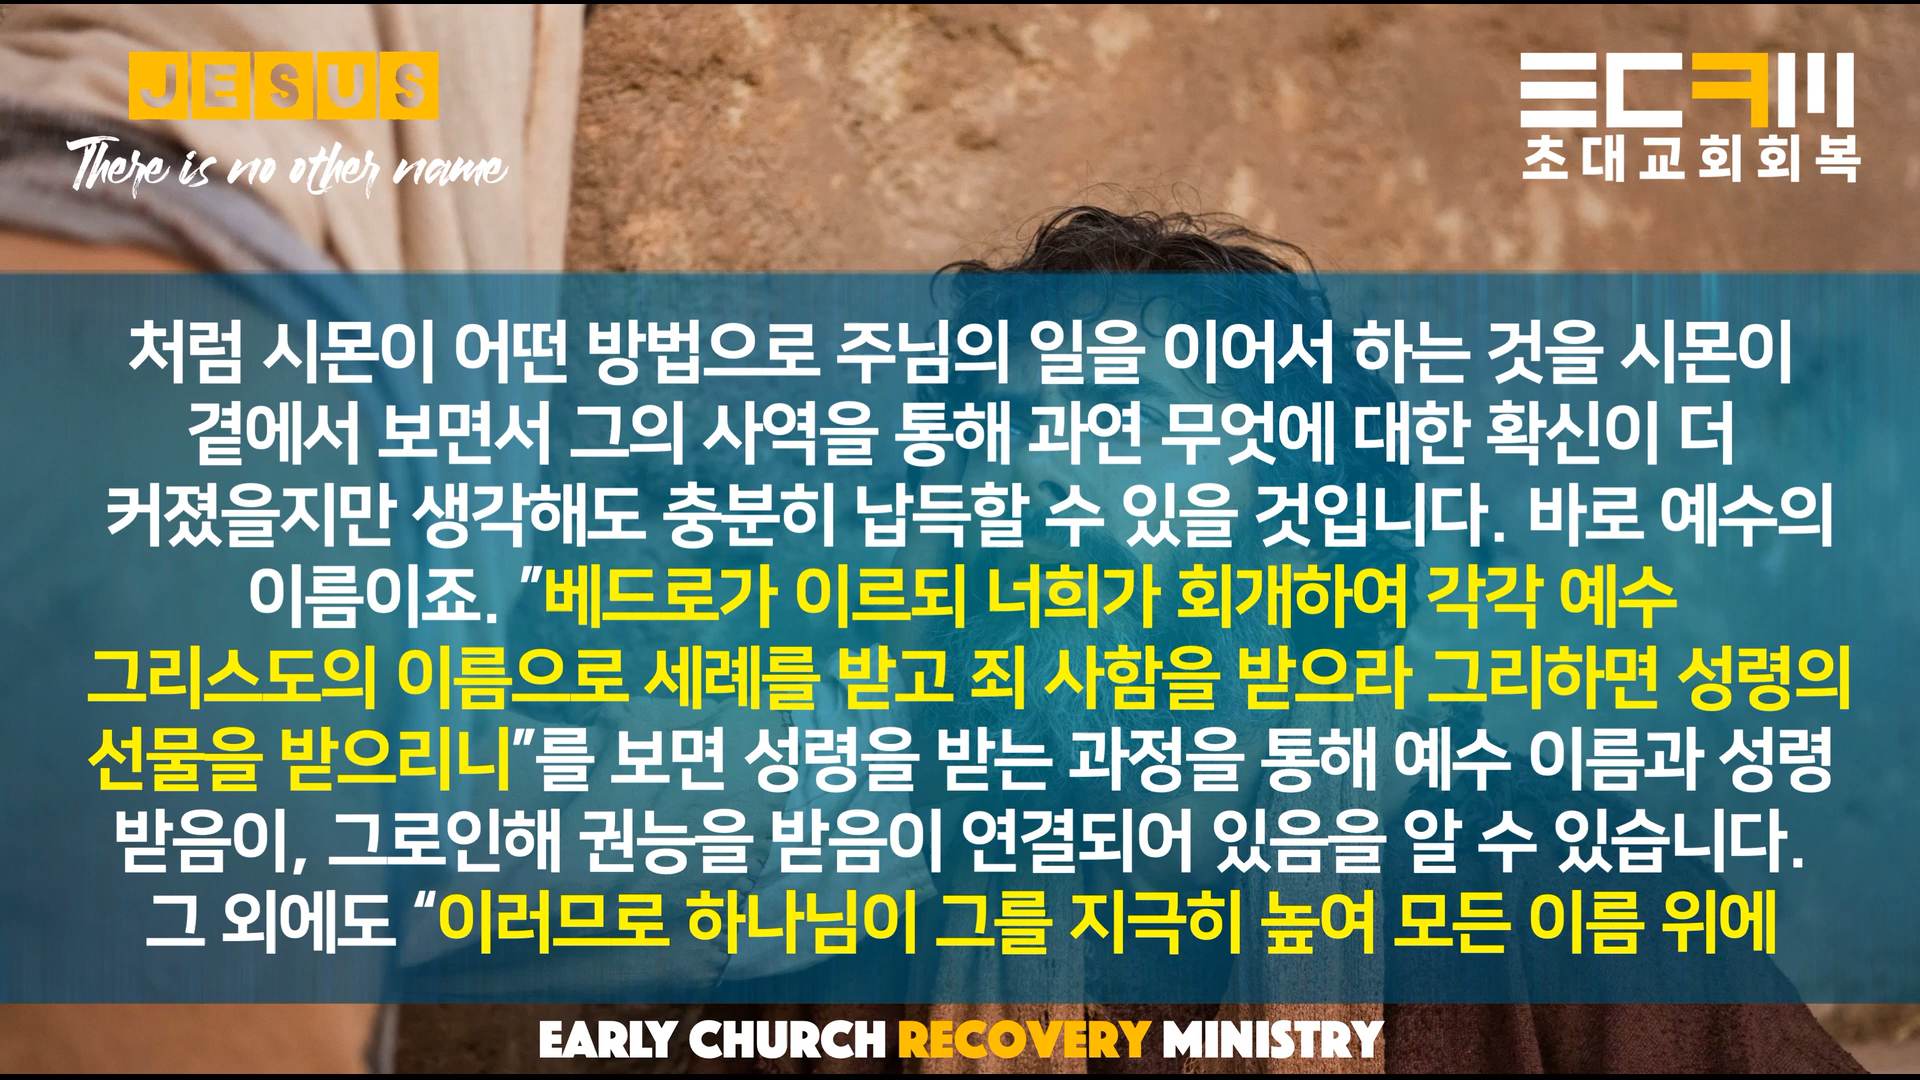 JESUS
There is no other name
초대교회회복
처럼 시몬이 어떤 방법으로 주님의 일을 이어서 하는 것을 시몬이
곁에서 보면서 그의 사역을 통해 과연 무엇에 대한 확신이 더
커졌을지만 생각해도 충분히 납득할 수 있을 것입니다. 바로 예수의
이름이죠. "베드로가 이르되 너희가 회개하여 각각 예수
그리스도의 이름으로 세례를 받고 죄 사함을 받으라 그리하면 성령의
선물을 받으리니"를 보면 성령을 받는 과정을 통해 예수 이름과 성령
받음이, 그로인해 권능을 받음이 연결되어 있음을 알 수 있습니다.
그 외에도 “이러므로 하나님이 그를 지극히 높여 모든 이름 위에
EARLY CHURCH RECOVERY MINISTRY